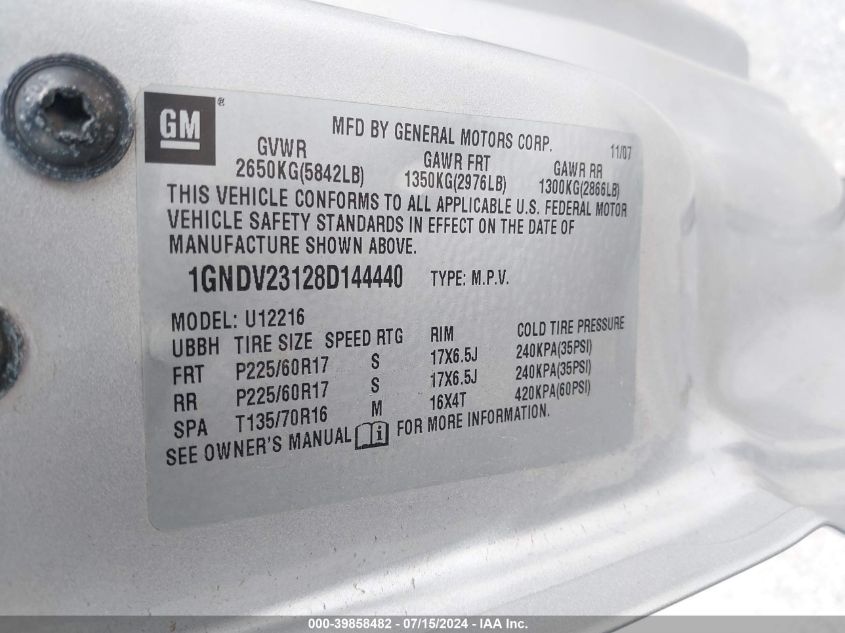 GM ®
MFD BY GENERAL MOTORS CORP. 11/07
GVWR GAWR FRT GAWR RR
2650KG(5842LB) 1350KG(2976LB) 1300KG(2866LB)
THIS VEHICLE CONFORMS TO ALL APPLICABLE U.S. FEDERAL MOTOR
VEHICLE SAFETY STANDARDS IN EFFECT ON THE DATE OF
MANUFACTURE SHOWN ABOVE.
1GNDV23128D144440 TYPE: M.P.V.
MODEL: U12216
UBBH TIRE SIZE SPEED RTG RIM COLD TIRE PRESSURE
FRT P225/60R17 S 17X6.5J 240KPA(35PSI)
RR P225/60R17 S 17X6.5J 240KPA(35PSI)
SPA T135/70R16 M 16X4T 420KPA(60PSI)
SEE OWNER'S MANUAL i FOR MORE INFORMATION.
000-39858482 - 07/15/2024 - IAA Inc.